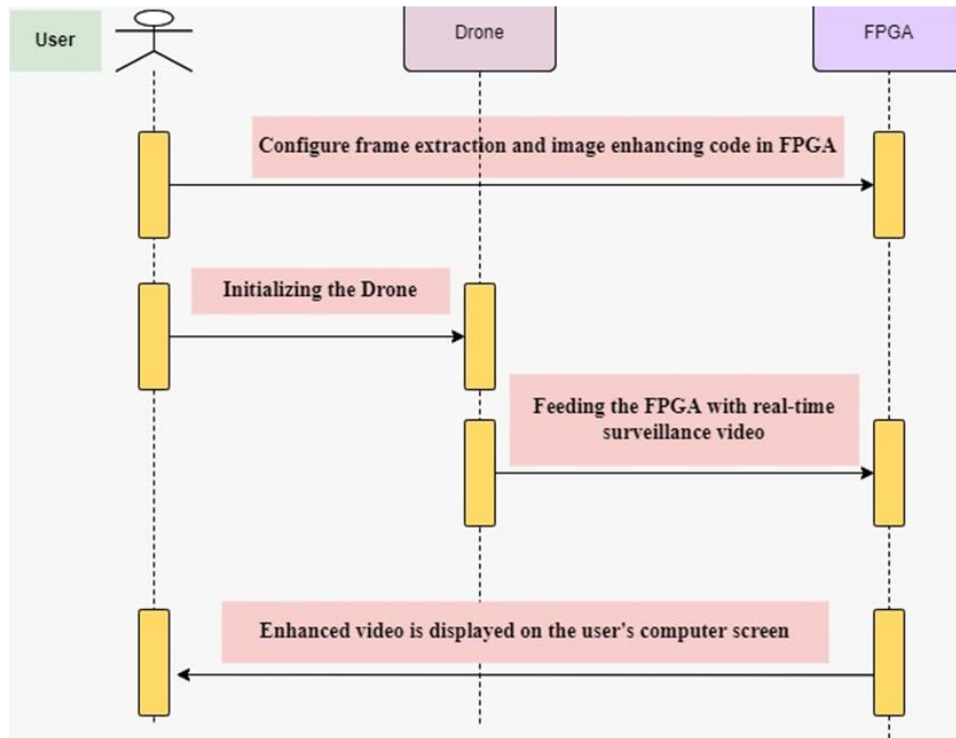 User
Drone
FPGA
Configure frame extraction and image enhancing code in FPGA
Initializing the Drone
Feeding the FPGA with real-time
surveillance video
Enhanced video is displayed on the user's computer screen